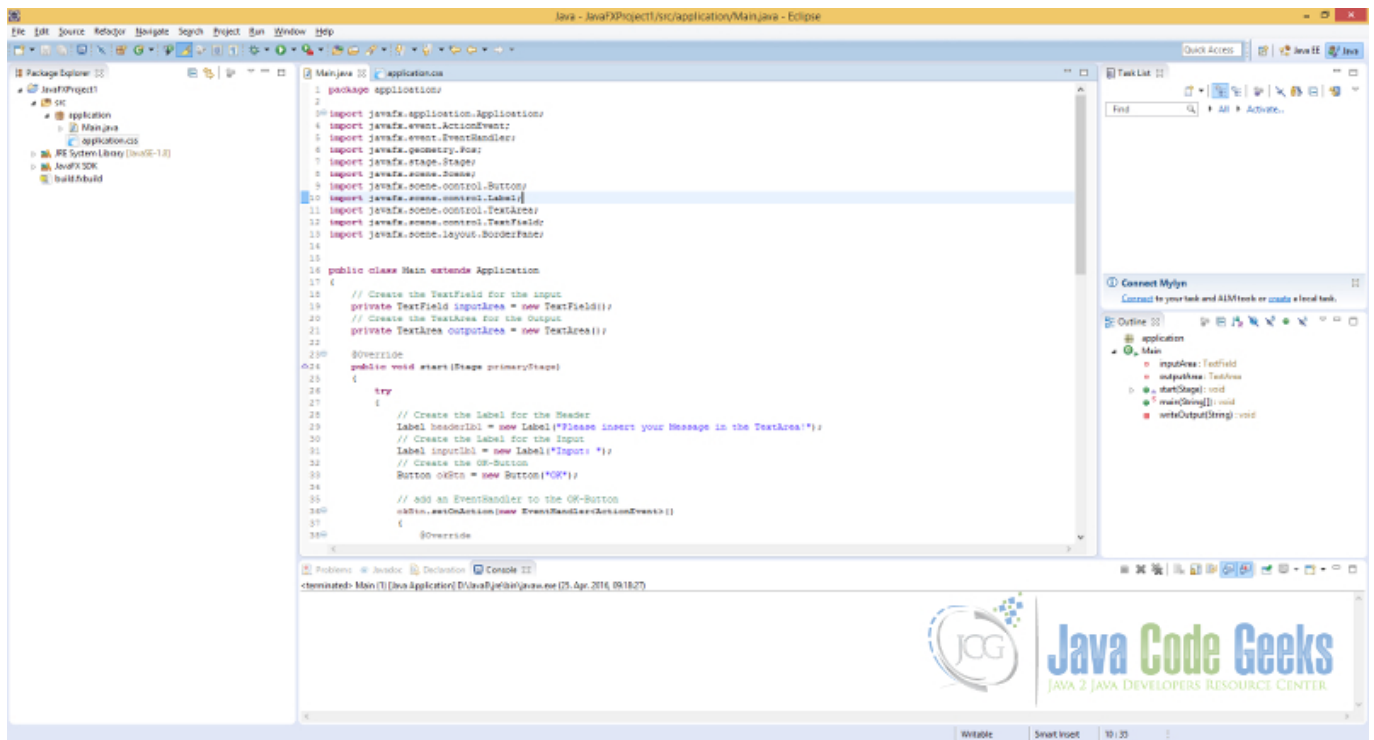 Java - JavaFXProject1/src/application/Main.java - Eclipse
File Edit Source Refactor Navigate Search Project Run Window Help
Quick Access
Java EE
Java
Package Explorer
JavaFXProject1
src
application
Main.java
application.css
JRE System Library [JavaSE-1.8]
JavaFX SDK
build.fxbuild
Main.java
application.css
1 package application;
2
3 import javafx.application.Application;
4 import javafx.event.ActionEvent;
5 import javafx.event.EventHandler;
6 import javafx.geometry.Pos;
7 import javafx.stage.Stage;
8 import javafx.scene.Scene;
9 import javafx.scene.control.Button;
10 import javafx.scene.control.Label;
11 import javafx.scene.control.TextArea;
12 import javafx.scene.control.TextField;
13 import javafx.scene.layout.BorderPane;
14
15
16 public class Main extends Application
17 {
18 // Create the TextField for the input
19 private TextField inputArea = new TextField();
20 // Create the TextArea for the Output
21 private TextArea outputArea = new TextArea();
22
23 @Override
24 public void start(Stage primaryStage)
25 {
26 try
27 {
28 // Create the Label for the Header
29 Label headerLbl = new Label("Please insert your Message in the TextArea!");
30 // Create the Label for the Input
31 Label inputLbl = new Label("Input: ");
32 // Create the OK-Button
33 Button okBtn = new Button("OK");
34
35 // add an EventHandler to the OK-Button
36 okBtn.setOnAction(new EventHandler<ActionEvent>()
37 {
38 @Override
Task List
Find
All
Activate...
Connect Mylyn
Connect to your task and ALM tools or create a local task.
Outline
application
Main
inputArea : TextField
outputArea : TextArea
start(Stage) : void
main(String[]) : void
writeOutput(String) : void
Problems
Javadoc
Declaration
Console
<terminated> Main (1) [Java Application] D:\Java8\jre\bin\javaw.exe (25. Apr. 2016, 09:18:27)
JCG
Java Code Geeks
JAVA 2 JAVA DEVELOPERS RESOURCE CENTER
Writable
Smart Insert
10 : 35